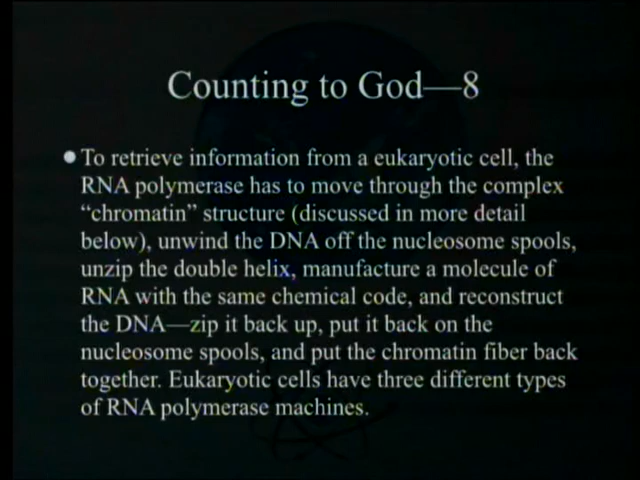 Counting to God—8
To retrieve information from a eukaryotic cell, the
RNA polymerase has to move through the complex
“chromatin” structure (discussed in more detail
below), unwind the DNA off the nucleosome spools,
unzip the double helix, manufacture a molecule of
RNA with the same chemical code, and reconstruct
the DNA—zip it back up, put it back on the
nucleosome spools, and put the chromatin fiber back
together. Eukaryotic cells have three different types
of RNA polymerase machines.